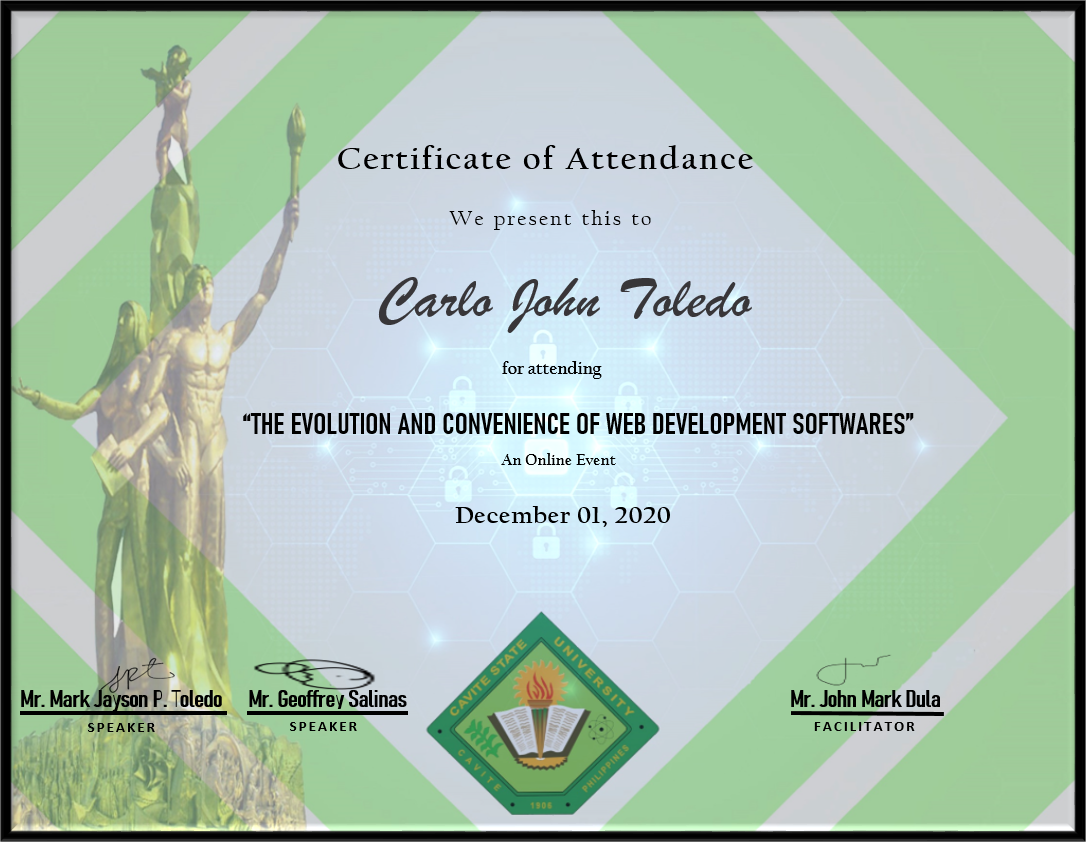 Certificate of Attendance
We present this to
Carlo John Toledo
for attending
“THE EVOLUTION AND CONVENIENCE OF WEB DEVELOPMENT SOFTWARES”
An Online Event
December 01, 2020
Mr. Mark Jayson P. Toledo
SPEAKER
Mr. Geoffrey Salinas
SPEAKER
CAVITE STATE UNIVERSITY
CAVITE
PHILIPPINES
1906
Mr. John Mark Dula
FACILITATOR